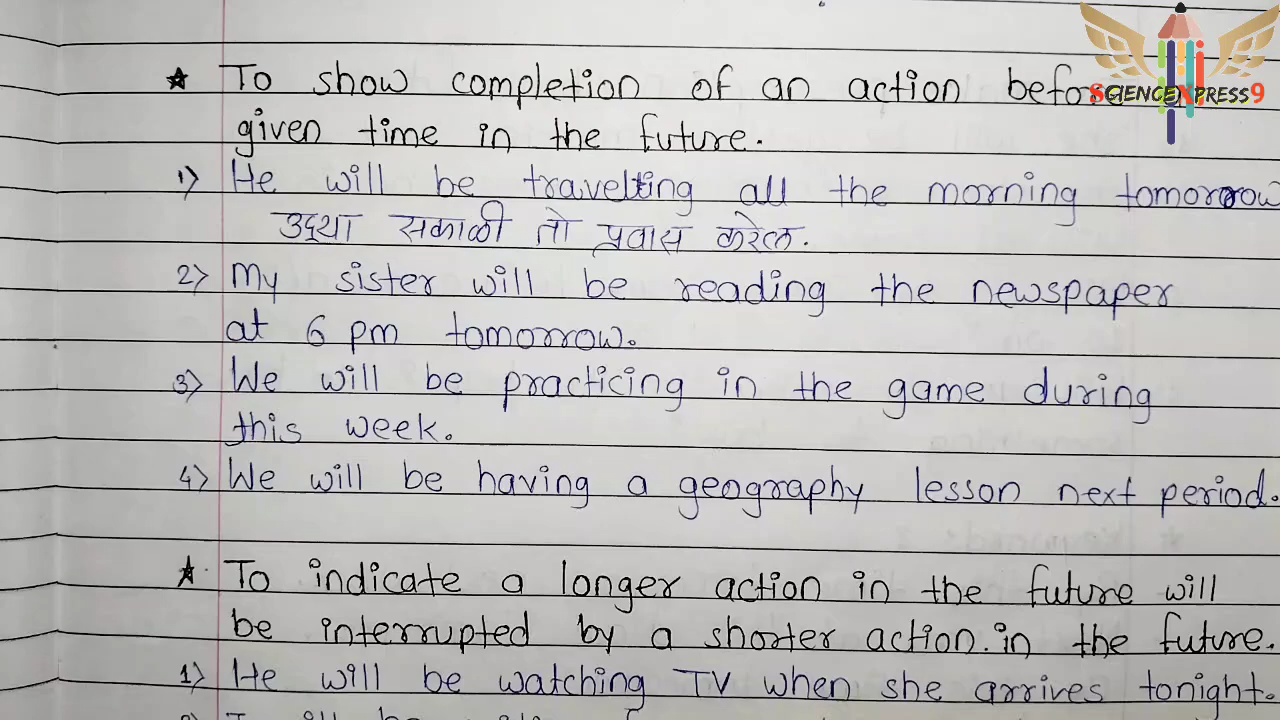 ★ To show completion of an action before
given time in the future.
1) He will be travelling all the morning tomorrow
उद्या सकाळी तो प्रवास करेल.
2) My sister will be reading the newspaper
at 6 pm tomorrow.
3) We will be practicing in the game during
this week.
4) We will be having a geography lesson next period.
★ To indicate a longer action in the future will
be interrupted by a shorter action in the future.
1) He will be watching TV when she arrives tonight.
SCIENCEXPRESS9